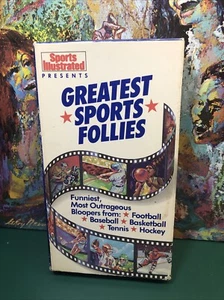 Sports Illustrated
PRESENTS
GREATEST
★ SPORTS ★
FOLLIES
Funniest,
Most Outrageous
Bloopers from: ★ Football
★ Baseball ★ Basketball
★ Tennis ★ Hockey